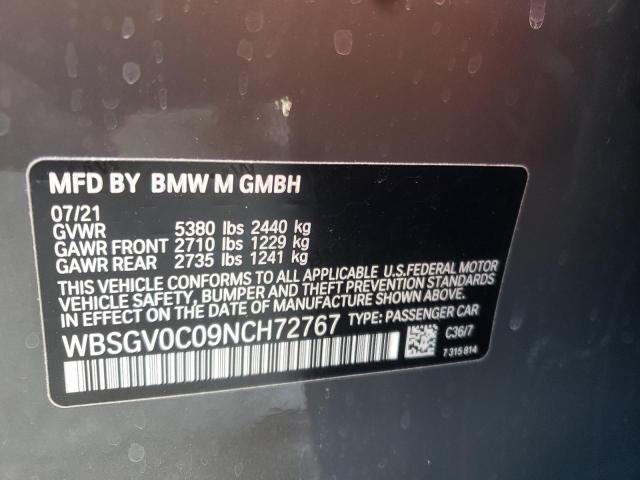 MFD BY BMW M GMBH
07/21
GVWR 5380 lbs 2440 kg
GAWR FRONT 2710 lbs 1229 kg
GAWR REAR 2735 lbs 1241 kg
THIS VEHICLE CONFORMS TO ALL APPLICABLE U.S.FEDERAL MOTOR
VEHICLE SAFETY, BUMPER AND THEFT PREVENTION STANDARDS
IN EFFECT ON THE DATE OF MANUFACTURE SHOWN ABOVE.
WBSGV0C09NCH72767 TYPE: PASSENGER CAR
C36/7
7 315 814